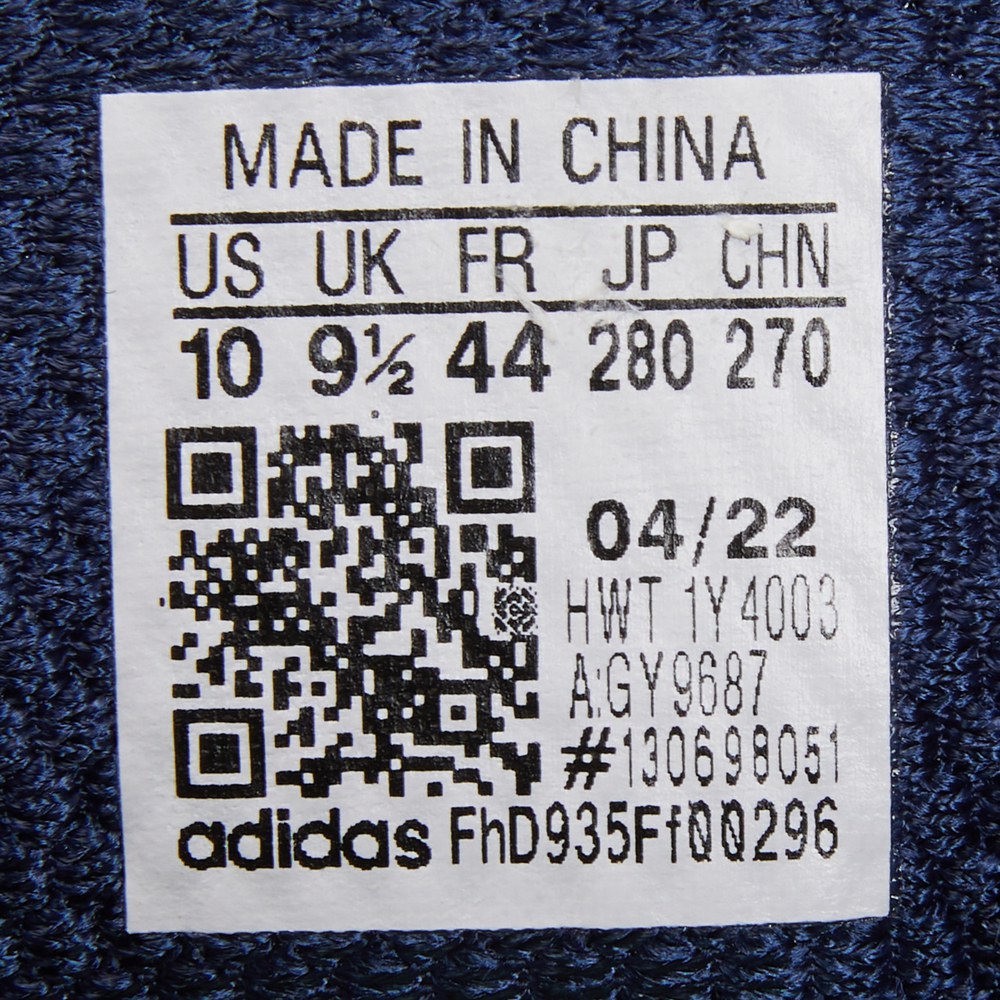 MADE IN CHINA
US UK FR JP CHN
10 9½ 44 280 270
04/22
HWT 1Y4003
A:GY9687
#130698051
adidas FhD935Ff00296